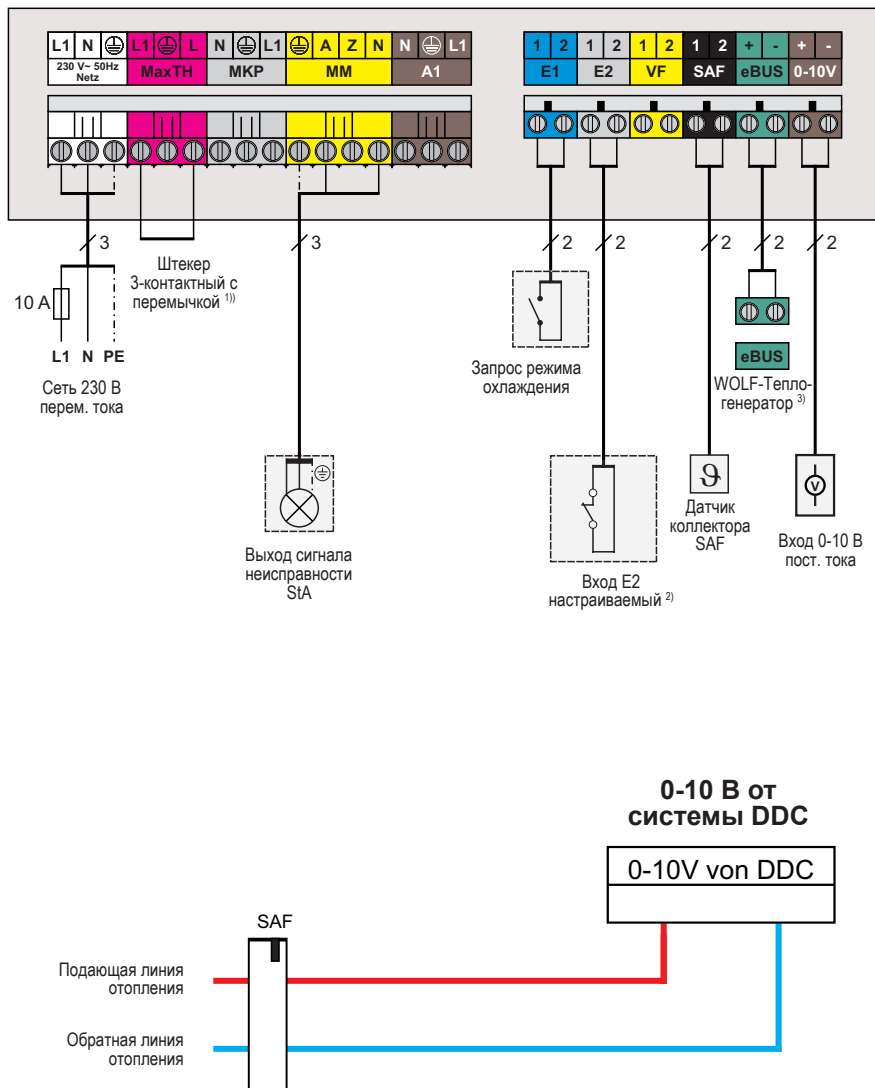 L1 N L1 L N L1 A Z N N L1
230 V~ 50Hz
Netz
MaxTH MKP MM A1
1 2 1 2 1 2 1 2 + - + -
E1 E2 VF SAF eBUS 0-10V
3 3 2 2 2 2 2
Штекер
3-контактный с
перемычкой 1))
10 A
L1 N PE
Сеть 230 В
перем. тока
Запрос режима
охлаждения
eBUS
WOLF-Тепло-
генератор 3)
ϑ
V
Датчик
коллектора
SAF
Вход 0-10 В
пост. тока
Выход сигнала
неисправности
StA
Вход E2
настраиваемый 2)
0-10 В от
системы DDC
0-10V von DDC
SAF
Подающая линия
отопления
Обратная линия
отопления